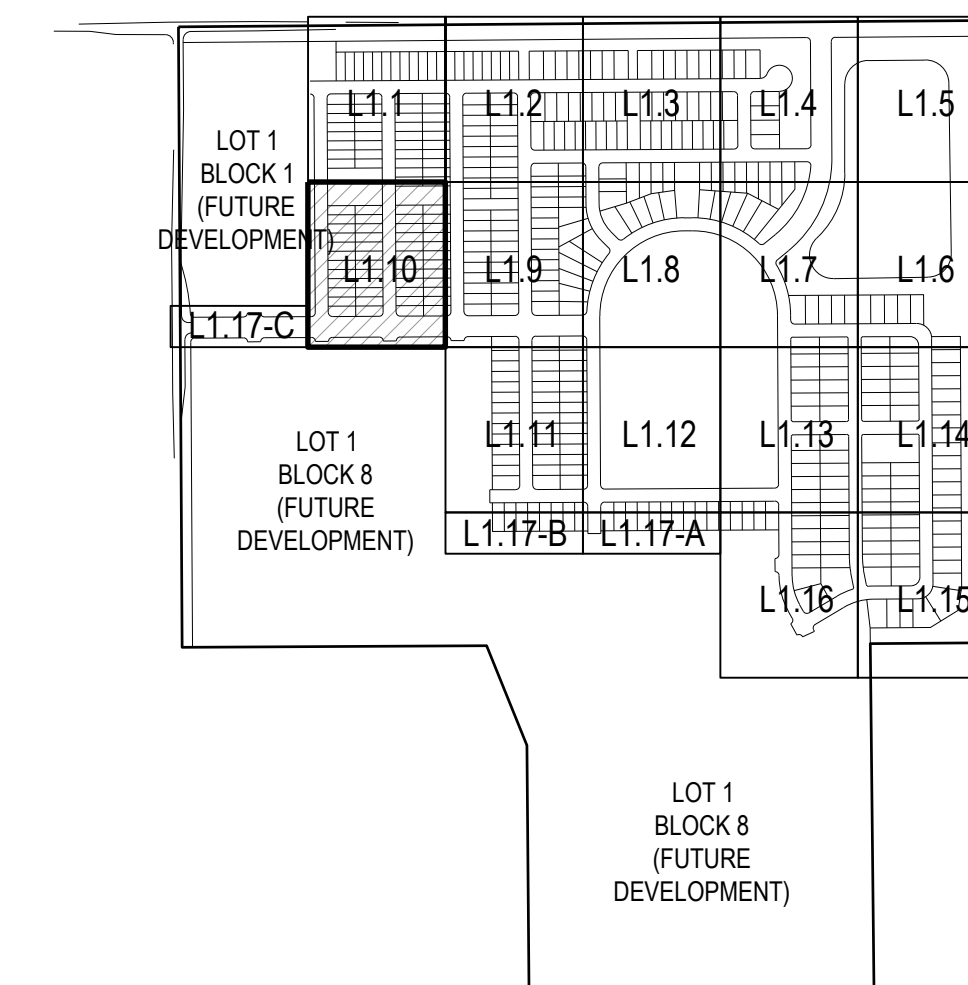 L1.1
L1.2
L1.3
L1.4
L1.5
LOT 1
BLOCK 1
(FUTURE
DEVELOPMENT)
L1.10
L1.9
L1.8
L1.7
L1.6
L1.17-C
L1.11
L1.12
L1.13
L1.14
LOT 1
BLOCK 8
(FUTURE
DEVELOPMENT)
L1.17-B
L1.17-A
L1.16
L1.15
LOT 1
BLOCK 8
(FUTURE
DEVELOPMENT)